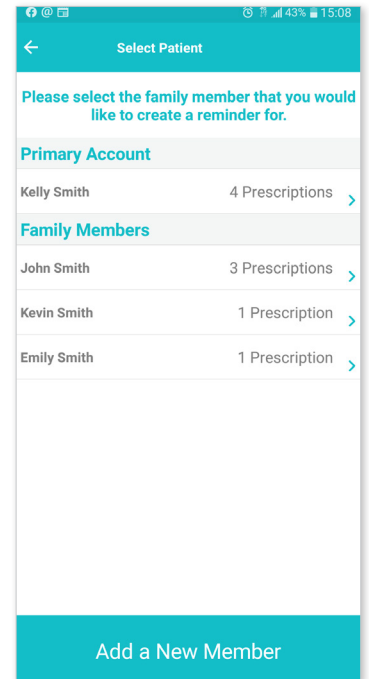 43% 15:08
Select Patient
Please select the family member that you would
like to create a reminder for.
Primary Account
Kelly Smith 4 Prescriptions
Family Members
John Smith 3 Prescriptions
Kevin Smith 1 Prescription
Emily Smith 1 Prescription
Add a New Member